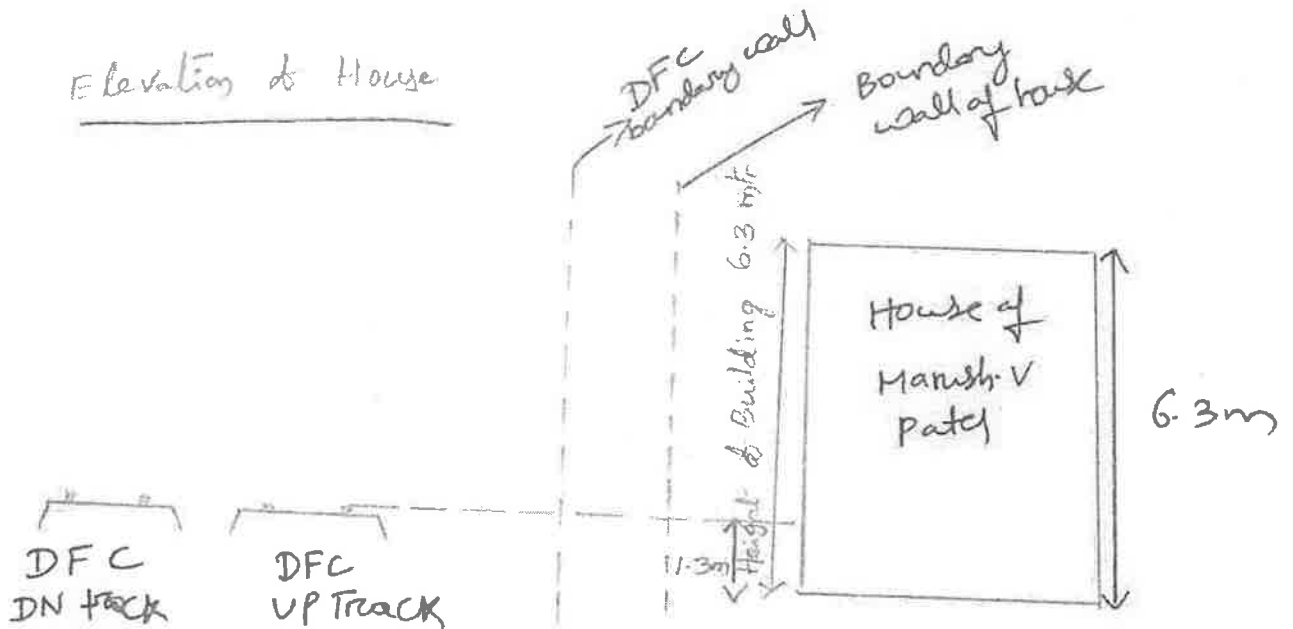 Elevation of House
DFC
boundary wall
Boundary
wall of house
Height of Building 6.3 mtr
House of
Manish.V
Patel
6.3m
1.3m
DFC
DN track
DFC
UP TRACK